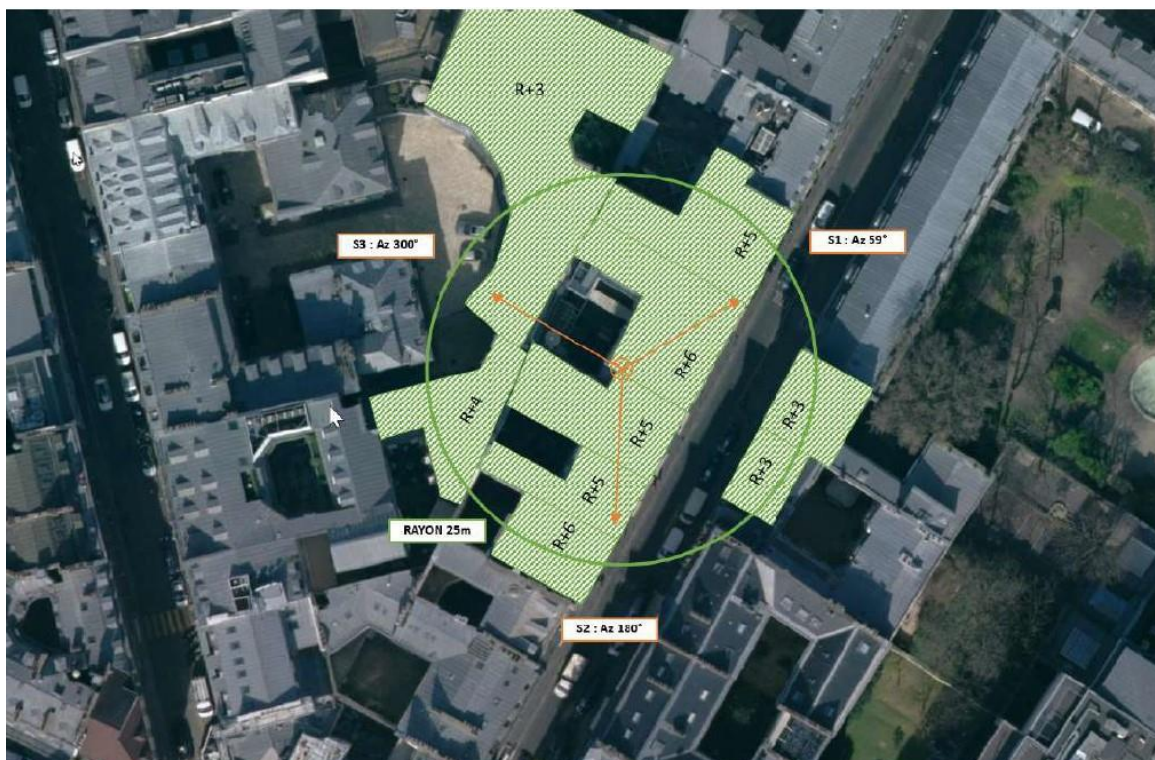 R+3
S3 : Az 300°
R+5
S1 : Az 59°
R+6
R+4
R+5
R+3
R+3
R+5
R+6
RAYON 25m
S2 : Az 180°